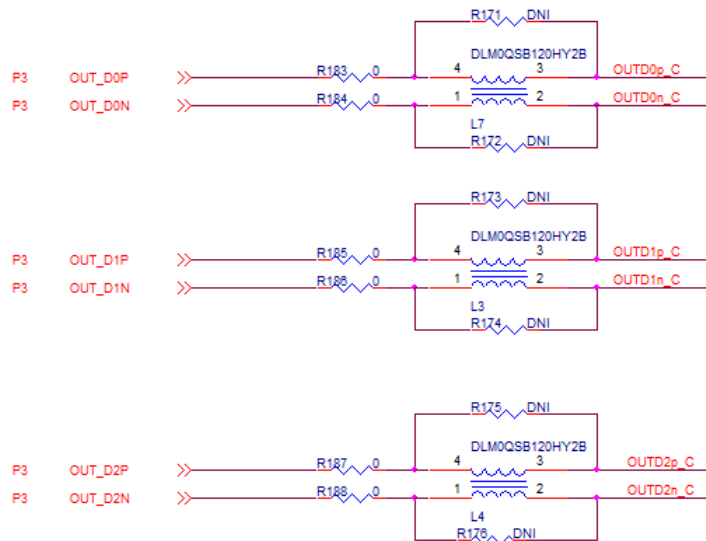 R171 DNI
DLM0QSB120HY2B
P3 OUT_D0P R183 0 4 3 OUTD0p_C
P3 OUT_D0N R184 0 1 2 OUTD0n_C
L7
R172 DNI
R173 DNI
DLM0QSB120HY2B
P3 OUT_D1P R185 0 4 3 OUTD1p_C
P3 OUT_D1N R186 0 1 2 OUTD1n_C
L3
R174 DNI
R175 DNI
DLM0QSB120HY2B
P3 OUT_D2P R187 0 4 3 OUTD2p_C
P3 OUT_D2N R188 0 1 2 OUTD2n_C
L4
R176 DNI